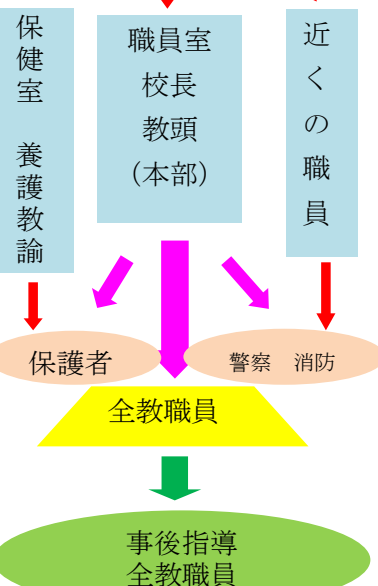 保健室　養護教諭
職員室
校長
教頭
（本部）
近くの職員
保護者
警察　消防
全教職員
事後指導
全教職員